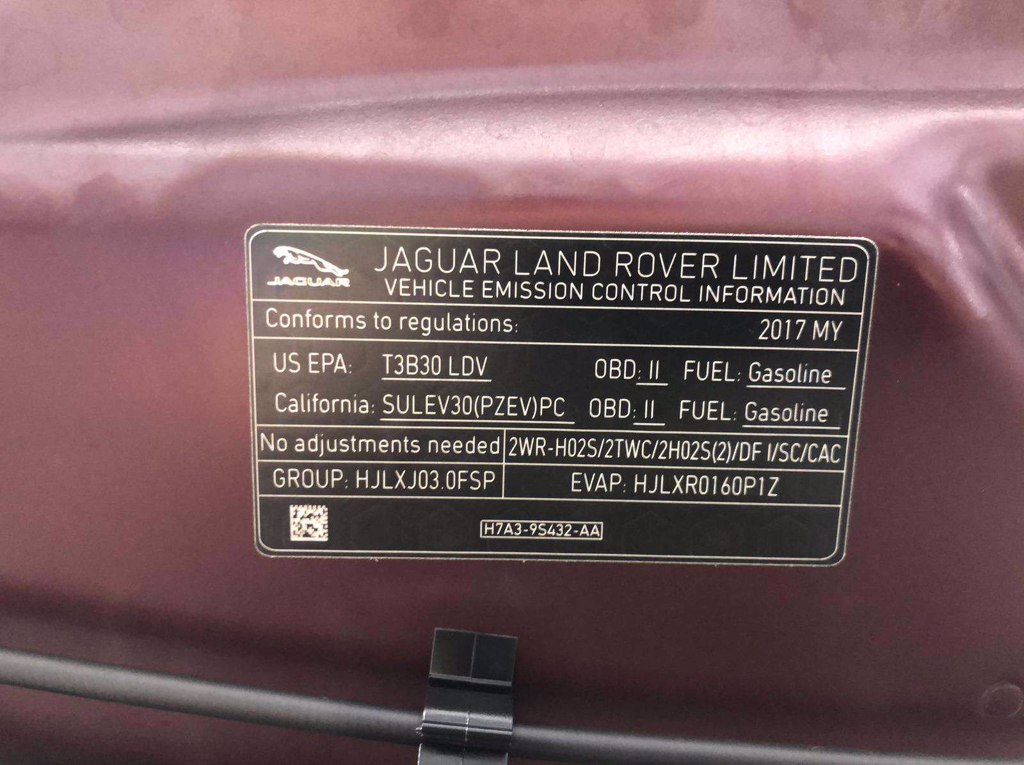 JAGUAR
JAGUAR LAND ROVER LIMITED
VEHICLE EMISSION CONTROL INFORMATION
Conforms to regulations: 2017 MY
US EPA: T3B30 LDV OBD: II FUEL: Gasoline
California: SULEV30(PZEV)PC OBD: II FUEL: Gasoline
No adjustments needed 2WR-HO2S/2TWC/2HO2S(2)/DF I/SC/CAC
GROUP: HJLXJ03.0FSP EVAP: HJLXR0160P1Z
H7A3-9S432-AA